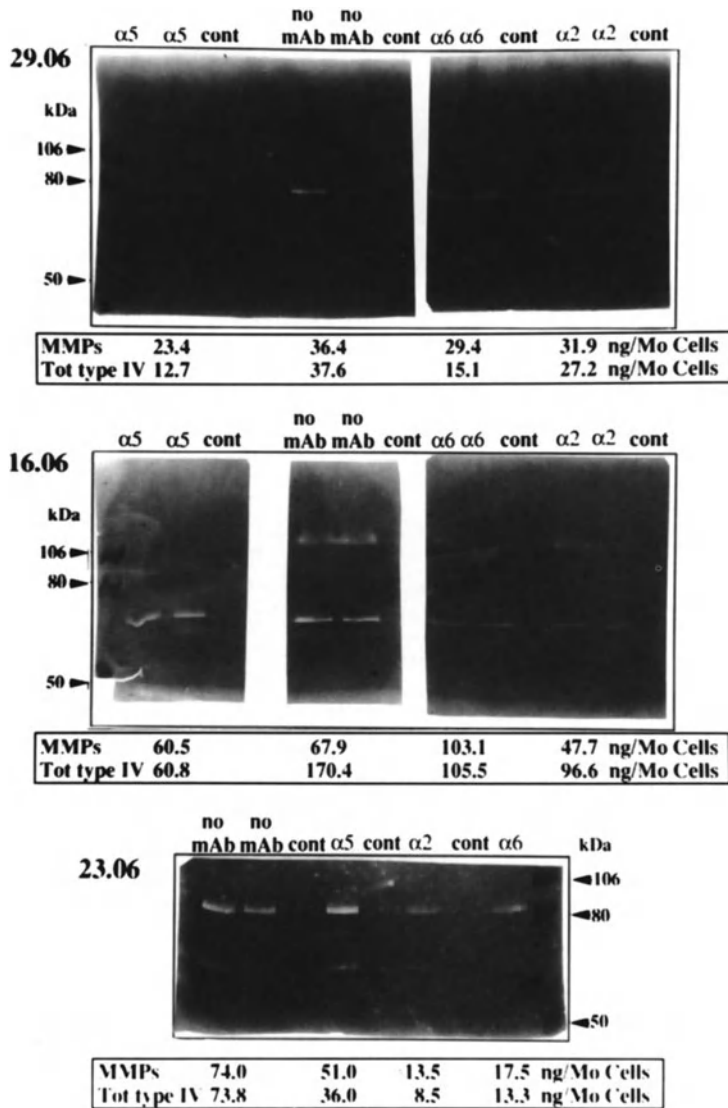 no no
α5 α5 cont mAb mAb cont α6 α6 cont α2 α2 cont
29.06
kDa
106
80
50
MMPs 23.4 36.4 29.4 31.9 ng/Mo Cells
Tot type IV 12.7 37.6 15.1 27.2 ng/Mo Cells
no no
α5 α5 cont mAb mAb cont α6 α6 cont α2 α2 cont
16.06
kDa
106
80
50
MMPs 60.5 67.9 103.1 47.7 ng/Mo Cells
Tot type IV 60.8 170.4 105.5 96.6 ng/Mo Cells
no no
mAb mAb cont α5 cont α2 cont α6 kDa
23.06
106
80
50
MMPs 74.0 51.0 13.5 17.5 ng/Mo Cells
Tot type IV 73.8 36.0 8.5 13.3 ng/Mo Cells